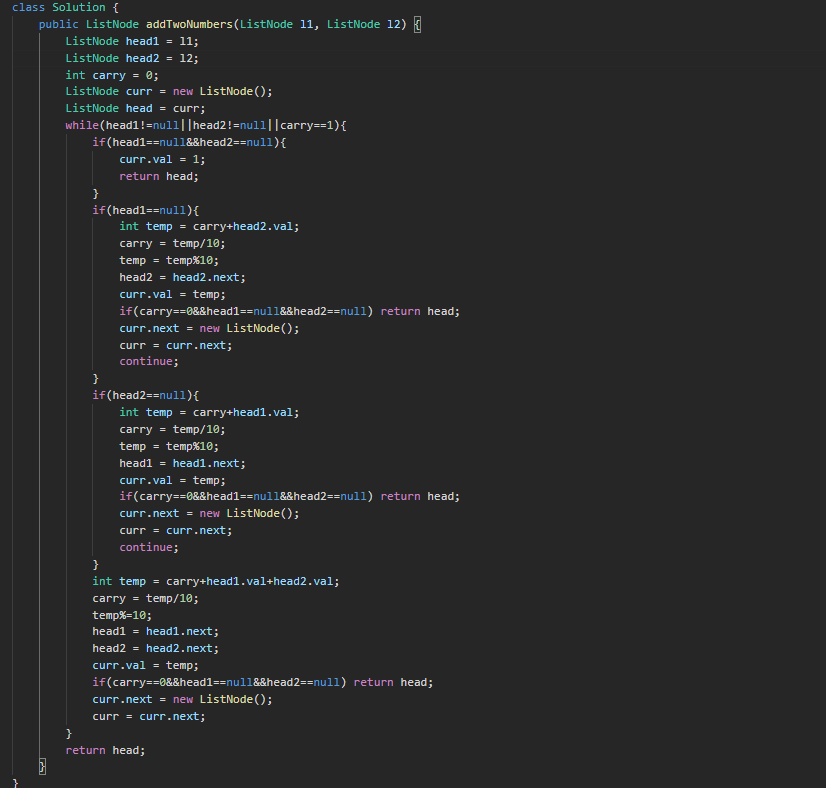 class Solution {
    public ListNode addTwoNumbers(ListNode l1, ListNode l2) {
        ListNode head1 = l1;
        ListNode head2 = l2;
        int carry = 0;
        ListNode curr = new ListNode();
        ListNode head = curr;
        while(head1!=null||head2!=null||carry==1){
            if(head1==null&&head2==null){
                curr.val = 1;
                return head;
            }
            if(head1==null){
                int temp = carry+head2.val;
                carry = temp/10;
                temp = temp%10;
                head2 = head2.next;
                curr.val = temp;
                if(carry==0&&head1==null&&head2==null) return head;
                curr.next = new ListNode();
                curr = curr.next;
                continue;
            }
            if(head2==null){
                int temp = carry+head1.val;
                carry = temp/10;
                temp = temp%10;
                head1 = head1.next;
                curr.val = temp;
                if(carry==0&&head1==null&&head2==null) return head;
                curr.next = new ListNode();
                curr = curr.next;
                continue;
            }
            int temp = carry+head1.val+head2.val;
            carry = temp/10;
            temp%=10;
            head1 = head1.next;
            head2 = head2.next;
            curr.val = temp;
            if(carry==0&&head1==null&&head2==null) return head;
            curr.next = new ListNode();
            curr = curr.next;
        }
        return head;
    }
}